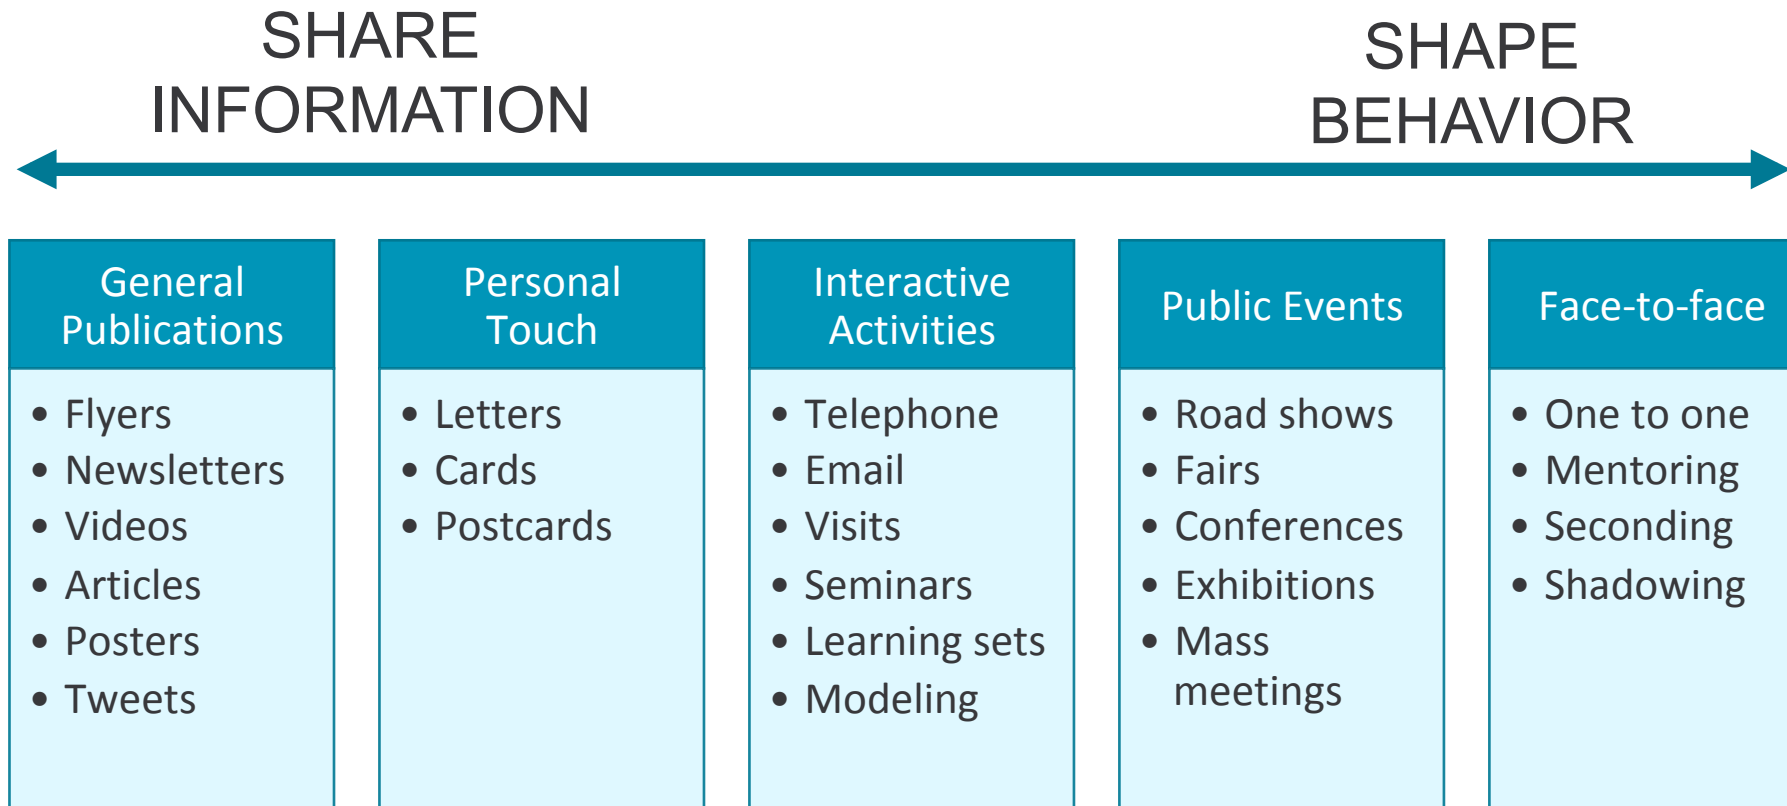 SHARE
INFORMATION
SHAPE
BEHAVIOR
General
Publications
• Flyers
• Newsletters
• Videos
• Articles
• Posters
• Tweets
Personal
Touch
• Letters
• Cards
• Postcards
Interactive
Activities
• Telephone
• Email
• Visits
• Seminars
• Learning sets
• Modeling
Public Events
• Road shows
• Fairs
• Conferences
• Exhibitions
• Mass
meetings
Face-to-face
• One to one
• Mentoring
• Seconding
• Shadowing